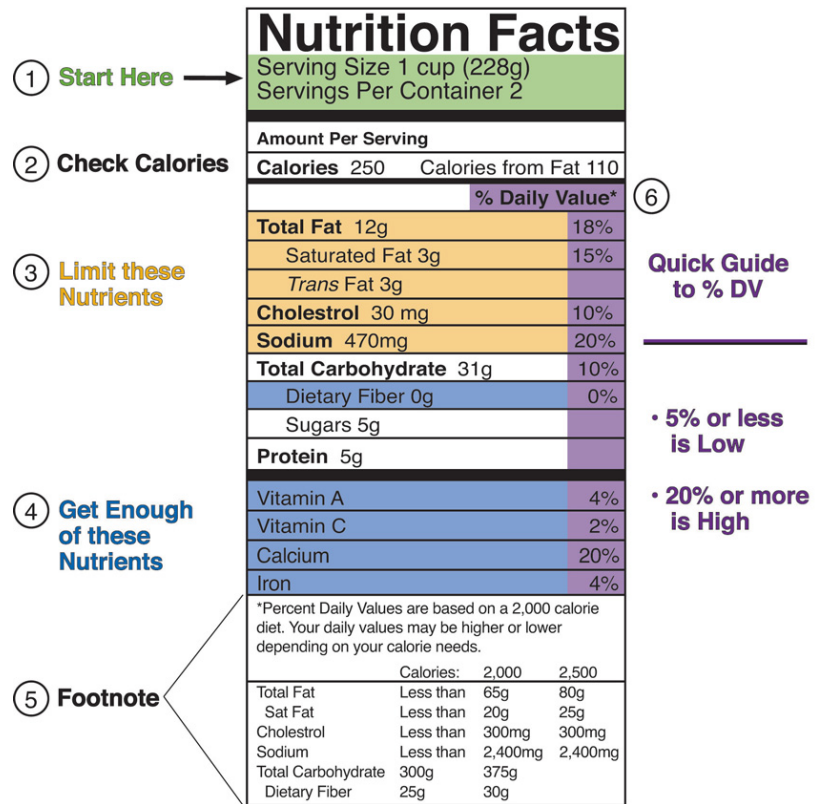 Nutrition Facts
1 Start Here
Serving Size 1 cup (228g)
Servings Per Container 2
Amount Per Serving
2 Check Calories
Calories 250 Calories from Fat 110
% Daily Value*
6
Total Fat 12g 18%
Saturated Fat 3g 15%
Trans Fat 3g
3 Limit these
Nutrients
Cholestrol 30 mg 10%
Sodium 470mg 20%
Total Carbohydrate 31g 10%
Dietary Fiber 0g 0%
Sugars 5g
Protein 5g
Quick Guide
to % DV
• 5% or less
is Low
• 20% or more
is High
4 Get Enough
of these
Nutrients
Vitamin A 4%
Vitamin C 2%
Calcium 20%
Iron 4%
5 Footnote
*Percent Daily Values are based on a 2,000 calorie
diet. Your daily values may be higher or lower
depending on your calorie needs.
Calories: 2,000 2,500
Total Fat Less than 65g 80g
Sat Fat Less than 20g 25g
Cholestrol Less than 300mg 300mg
Sodium Less than 2,400mg 2,400mg
Total Carbohydrate 300g 375g
Dietary Fiber 25g 30g